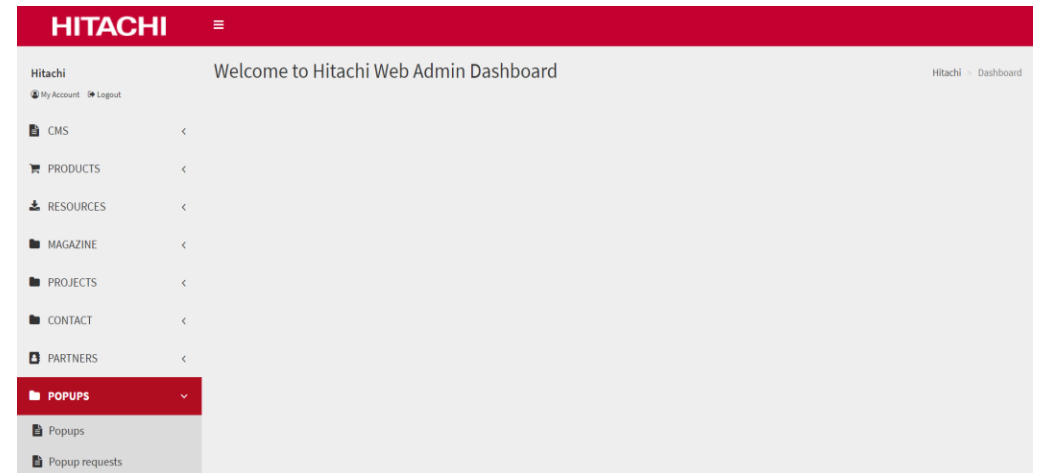 HITACHI
Hitachi
My Account Logout
Welcome to Hitachi Web Admin Dashboard
Hitachi > Dashboard
CMS
PRODUCTS
RESOURCES
MAGAZINE
PROJECTS
CONTACT
PARTNERS
POPUPS
Popups
Popup requests